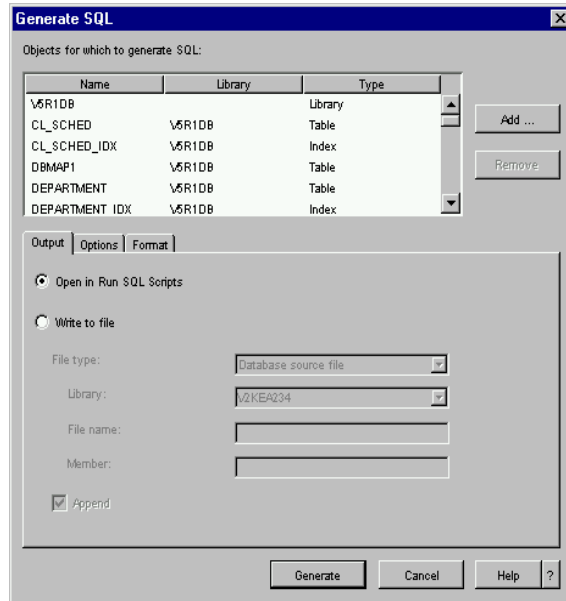 Generate SQL
Objects for which to generate SQL:
Name Library Type
V5R1DB Library
CL_SCHED V5R1DB Table
CL_SCHED_IDX V5R1DB Index
DBMAP1 V5R1DB Table
DEPARTMENT V5R1DB Table
DEPARTMENT_IDX V5R1DB Index
Add ...
Remove
Output Options Format
Open in Run SQL Scripts
Write to file
File type: Database source file
Library: V2KEA234
File name:
Member:
Append
Generate Cancel Help ?